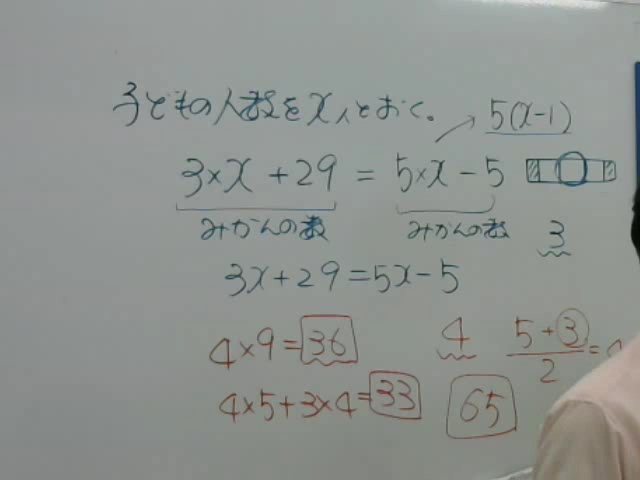 子どもの人数をx人とおく。
5(x-1)
3×x+29=5×x-5
みかんの数 みかんの数
3
3x+29=5x-5
4×9=36
4
5+3/2=
4×5+3×4=33
65